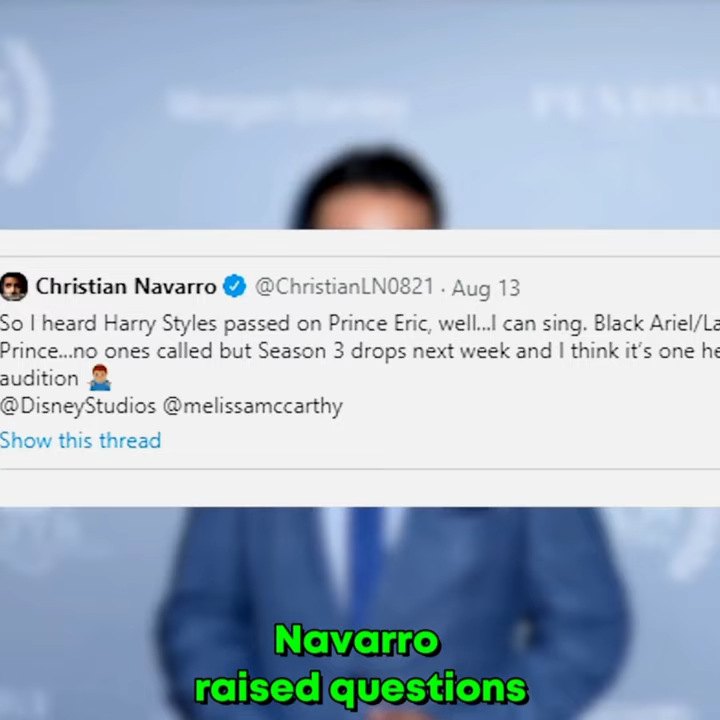 Christian Navarro @ChristianLN0821 · Aug 13
So I heard Harry Styles passed on Prince Eric, well...I can sing. Black Ariel/La
Prince...no ones called but Season 3 drops next week and I think it's one he
audition 🤷🏽‍♂️
@DisneyStudios @melissamccarthy
Show this thread
Navarro
raised questions